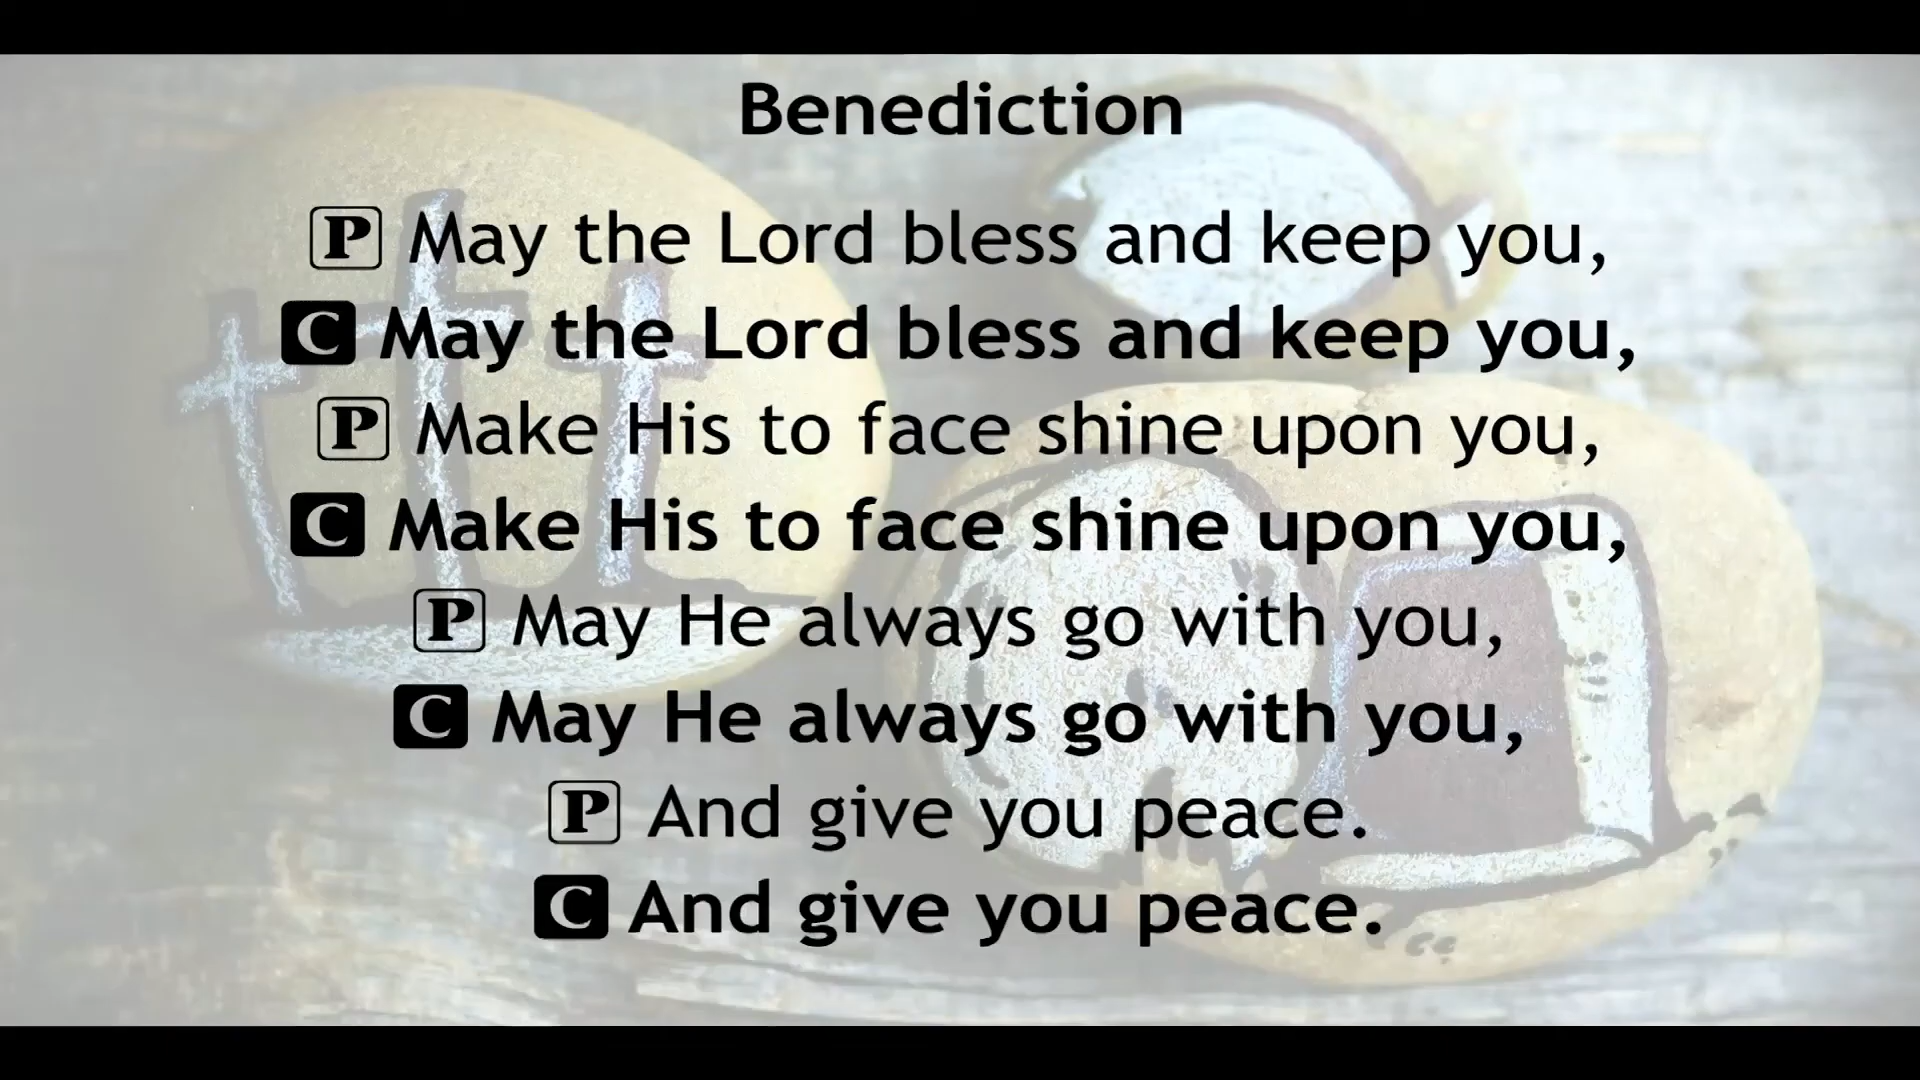 Benediction
P May the Lord bless and keep you,
C May the Lord bless and keep you,
P Make His to face shine upon you,
C Make His to face shine upon you,
P May He always go with you,
C May He always go with you,
P And give you peace.
C And give you peace.